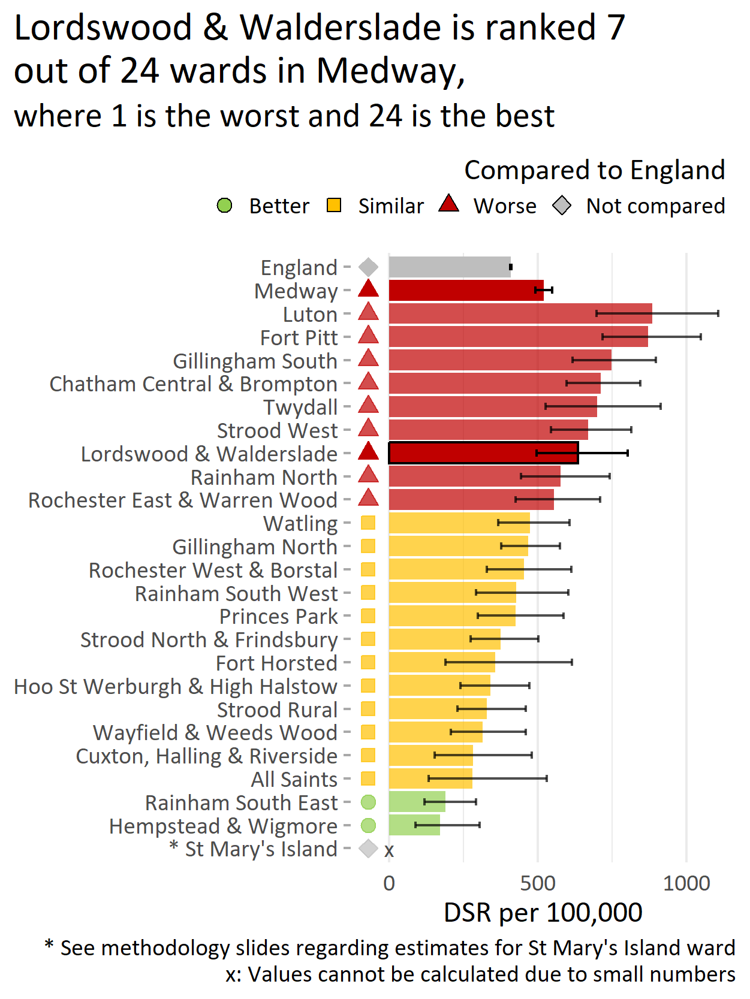 Lordswood & Walderslade is ranked 7
out of 24 wards in Medway,
where 1 is the worst and 24 is the best
Compared to England
Better Similar Worse Not compared
England
Medway
Luton
Fort Pitt
Gillingham South
Chatham Central & Brompton
Twydall
Strood West
Lordswood & Walderslade
Rainham North
Rochester East & Warren Wood
Watling
Gillingham North
Rochester West & Borstal
Rainham South West
Princes Park
Strood North & Frindsbury
Fort Horsted
Hoo St Werburgh & High Halstow
Strood Rural
Wayfield & Weeds Wood
Cuxton, Halling & Riverside
All Saints
Rainham South East
Hempstead & Wigmore
* St Mary's Island x
0 500 1000
DSR per 100,000
* See methodology slides regarding estimates for St Mary's Island ward
x: Values cannot be calculated due to small numbers